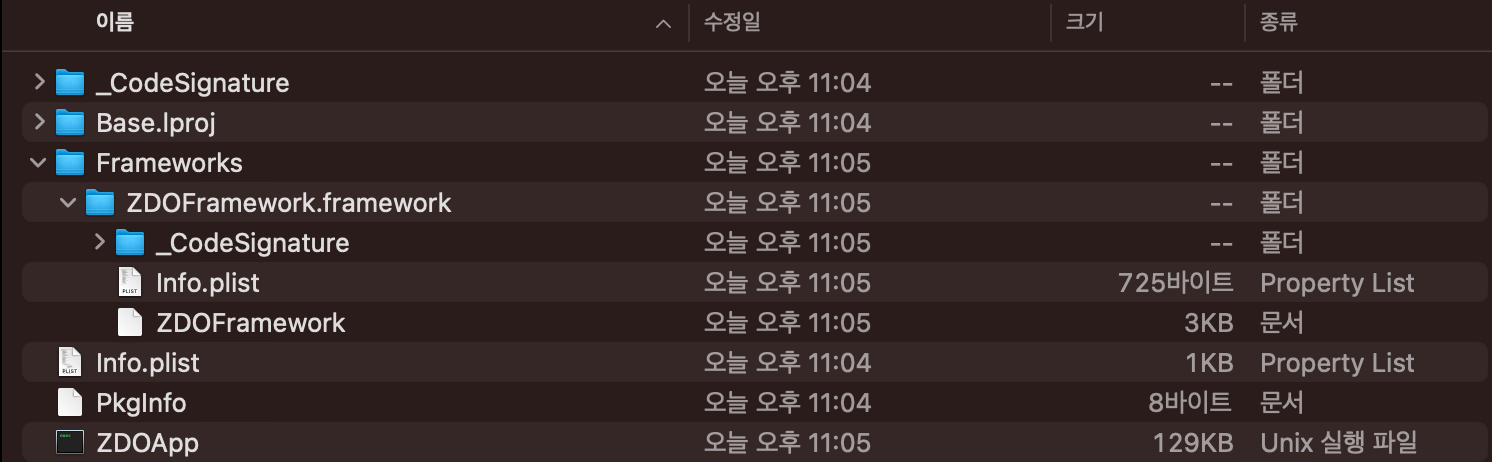 이름 수정일 크기 종류
_CodeSignature 오늘 오후 11:04 -- 폴더
Base.lproj 오늘 오후 11:04 -- 폴더
Frameworks 오늘 오후 11:05 -- 폴더
ZDOFramework.framework 오늘 오후 11:05 -- 폴더
_CodeSignature 오늘 오후 11:05 -- 폴더
Info.plist 오늘 오후 11:05 725바이트 Property List
ZDOFramework 오늘 오후 11:05 3KB 문서
Info.plist 오늘 오후 11:04 1KB Property List
PkgInfo 오늘 오후 11:04 8바이트 문서
ZDOApp 오늘 오후 11:05 129KB Unix 실행 파일